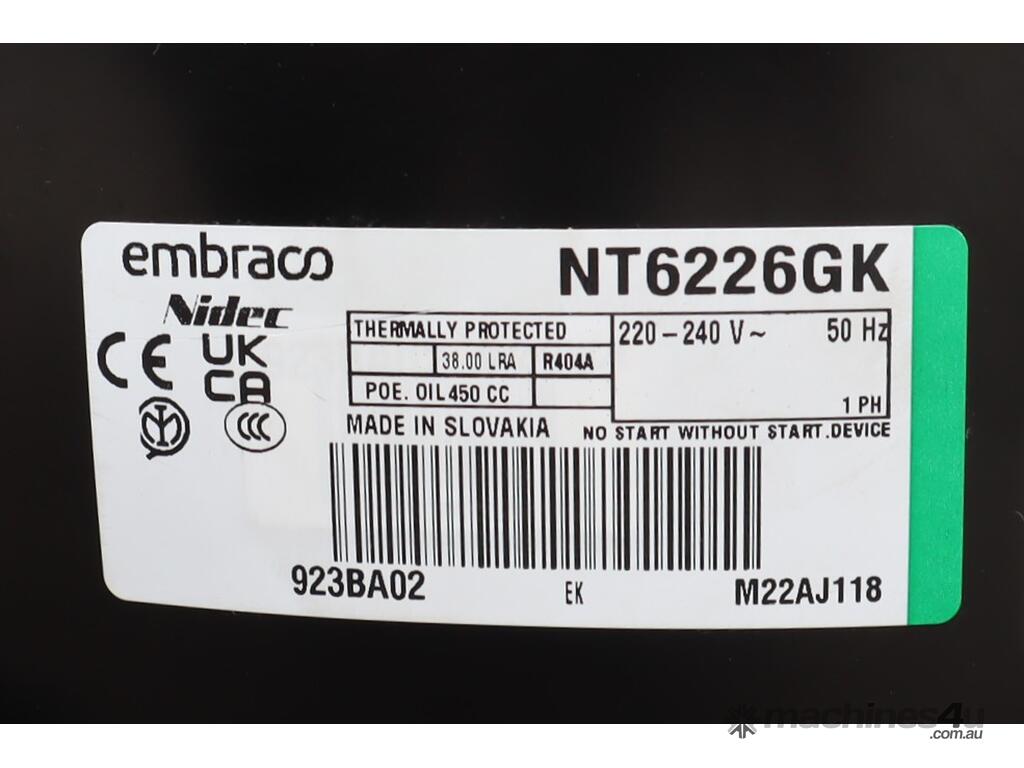 embraco
NT6226GK
Nidec
CE
UK
CA
CCC
THERMALLY PROTECTED
38.00 LRA
R404A
POE. OIL 450 CC
220-240 V~
50 Hz
1 PH
MADE IN SLOVAKIA
NO START WITHOUT START.DEVICE
923BA02
EK
M22AJ118
machines4u
.com.au